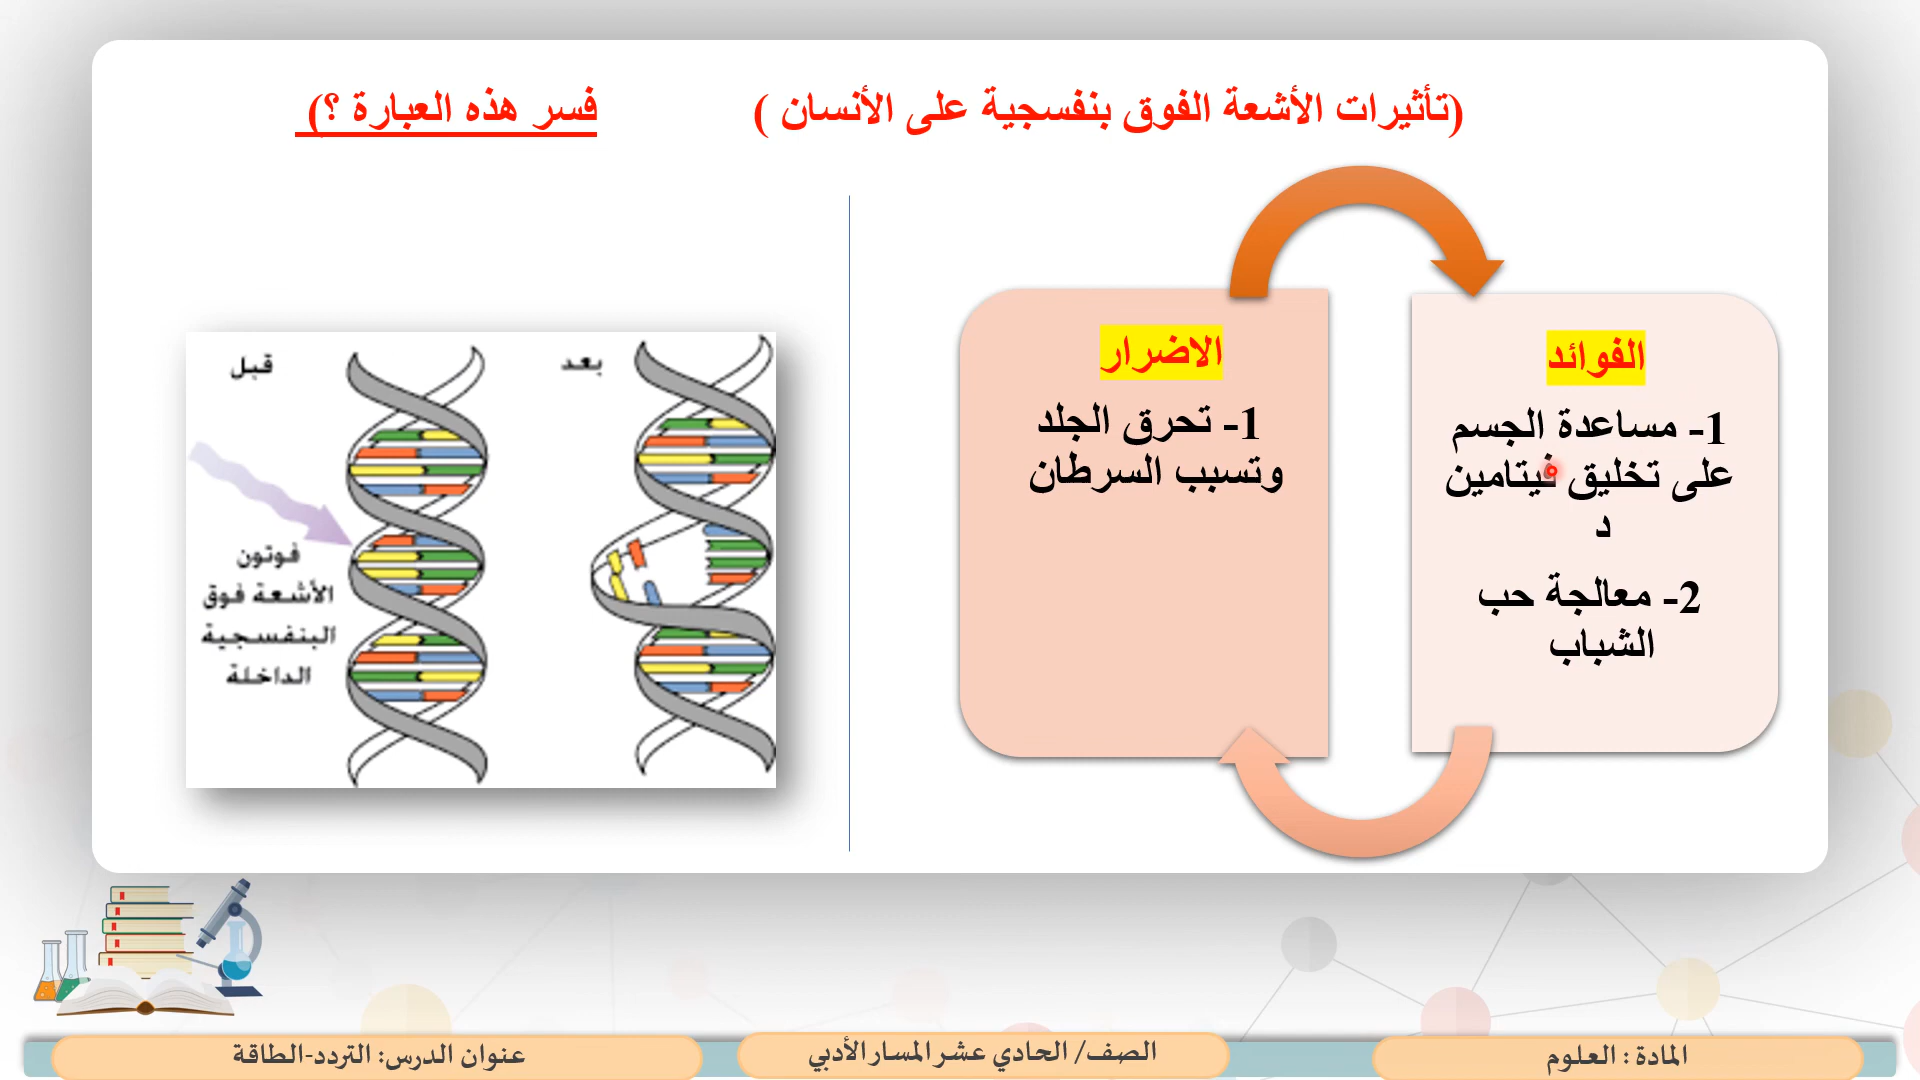 (تأثيرات الأشعة الفوق بنفسجية على الأنسان )
فسر هذه العبارة ؟)
الفوائد
1- مساعدة الجسم
على تخليق فيتامين
د
2- معالجة حب
الشباب
الاضرار
1- تحرق الجلد
وتسبب السرطان
بعد
قبل
فوتون
الأشعة فوق
البنفسجية
الداخلة
المادة : العلوم
الصف/ الحادي عشر المسار الأدبي
عنوان الدرس: التردد-الطاقة